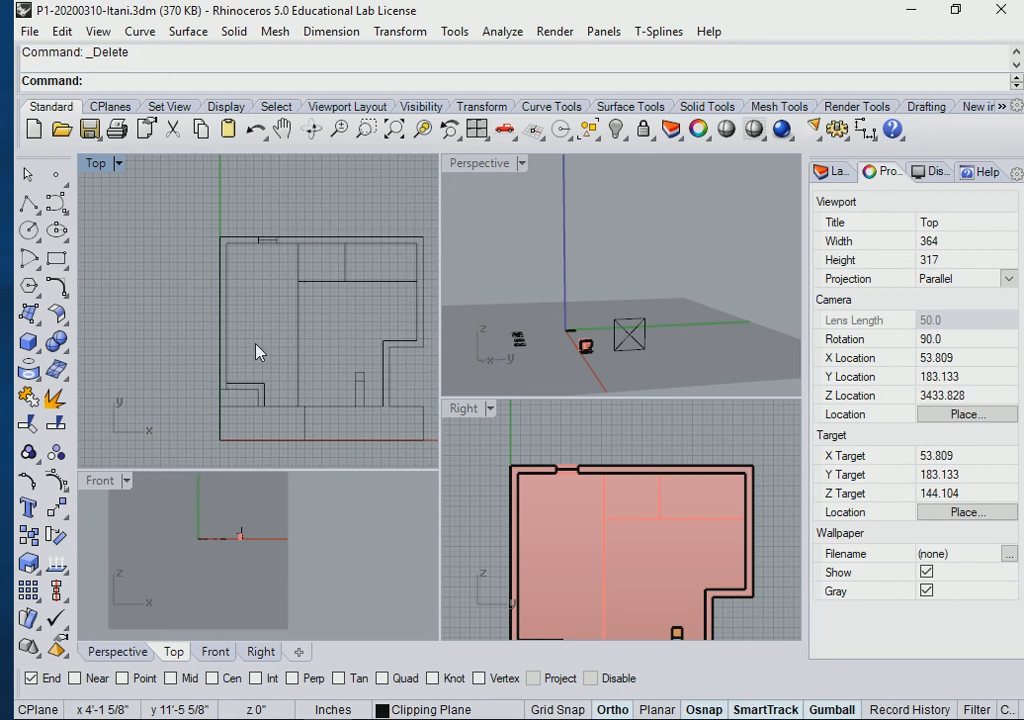 P1-20200310-Itani.3dm (370 KB) - Rhinoceros 5.0 Educational Lab License
File Edit View Curve Surface Solid Mesh Dimension Transform Tools Analyze Render Panels T-Splines Help
Command: _Delete
Command:
Standard CPlanes Set View Display Select Viewport Layout Visibility Transform Curve Tools Surface Tools Solid Tools Mesh Tools Render Tools Drafting New in »
Top
Perspective
y
x
z
x y
Front
Right
z
x
z
y
La... Pro... Dis... Help
Viewport
Title Top
Width 364
Height 317
Projection Parallel
Camera
Lens Length 50.0
Rotation 90.0
X Location 53.809
Y Location 183.133
Z Location 3433.828
Location Place...
Target
X Target 53.809
Y Target 183.133
Z Target 144.104
Location Place...
Wallpaper
Filename (none) ...
Show
Gray
Perspective Top Front Right
End Near Point Mid Cen Int Perp Tan Quad Knot Vertex Project Disable
CPlane x 4'-1 5/8" y 11'-5 5/8" z 0" Inches Clipping Plane Grid Snap Ortho Planar Osnap SmartTrack Gumball Record History Filter C...